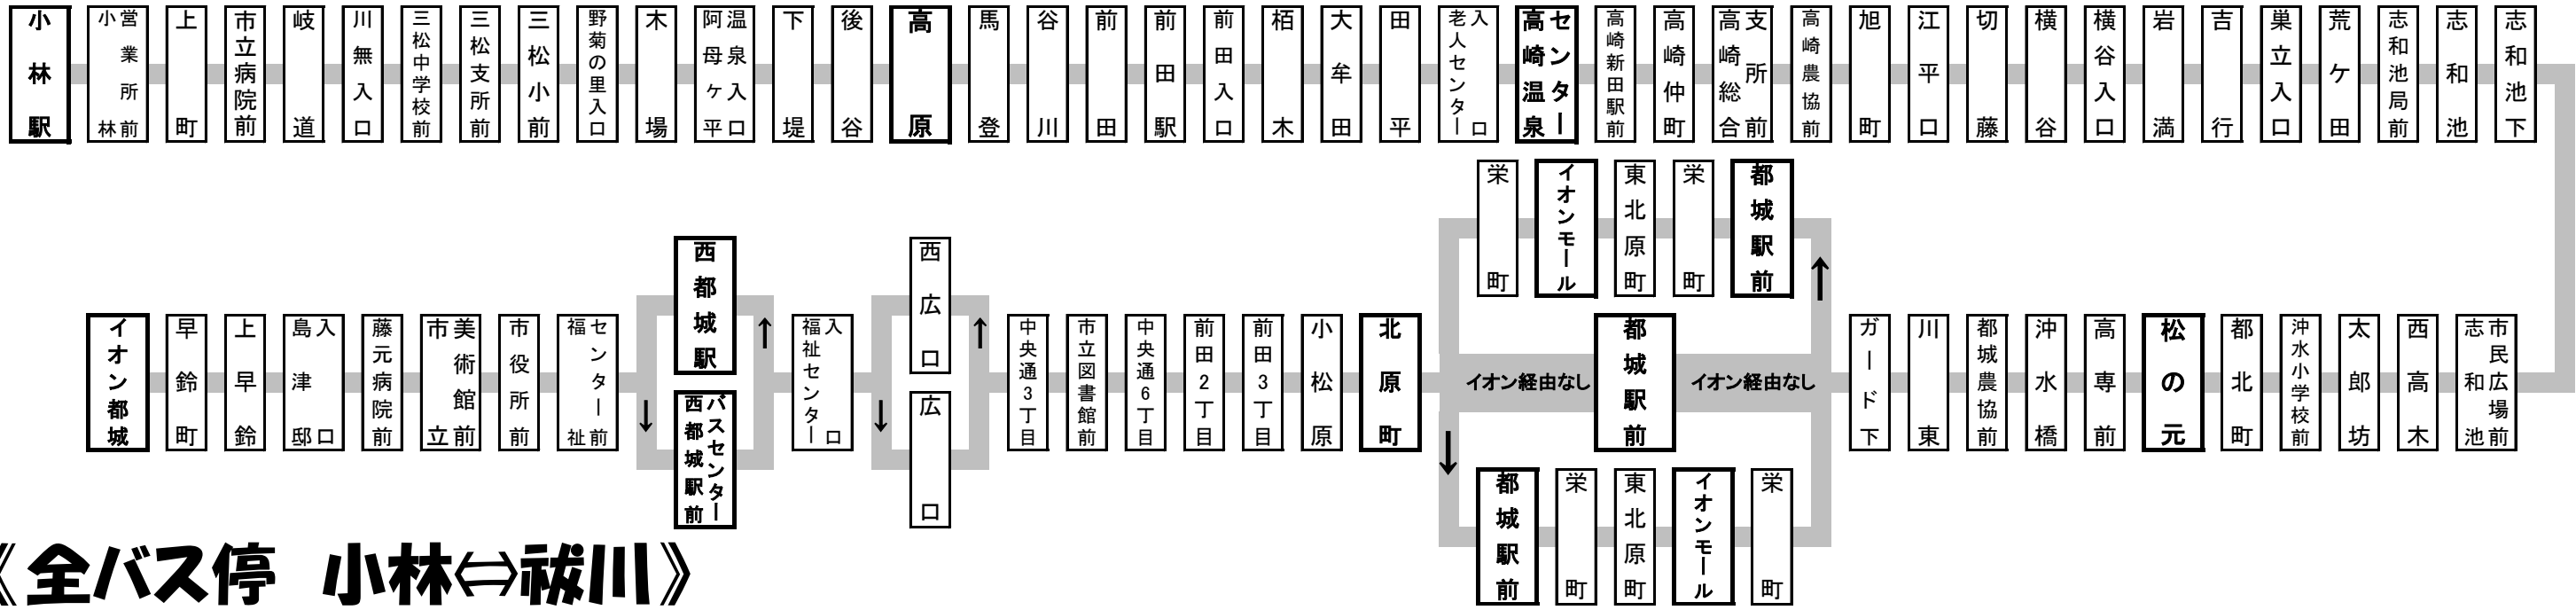 小林駅
小林営業所前
上町
市立病院前
岐道
川無入口
三松中学校前
三松支所前
三松小前
野菊の里入口
木場
阿母ケ平温泉入口
下堤
後谷
高原
馬登
谷川
前田
前田駅
前田入口
栢木
大牟田
田平
老人センター入口
高崎温泉センター
高崎新田駅前
高崎仲町
高崎総合支所前
高崎農協前
旭町
江平口
切藤
横谷
横谷入口
岩満
吉行
巣立入口
荒ケ田
志和池局前
志和池
志和池下
志和池市民広場前
西高木
太郎坊
沖水小学校前
都北町
松の元
高専前
沖水橋
都城農協前
川東
ガード下
栄町
イオンモール
東北原町
栄町
都城駅前
↑
イオン経由なし
都城駅前
イオン経由なし
↓
都城駅前
栄町
東北原町
イオンモール
栄町
北原町
小松原
前田3丁目
前田2丁目
中央通6丁目
市立図書館前
中央通3丁目
↑
西広口
広口
↓
福祉センター入口
↑
西都城駅
西都城駅前バスセンター
↓
福祉センター前
市役所前
市立美術館前
藤元病院前
島津邸入口
上早鈴
早鈴町
イオン都城
《全バス停 小林⇔祓川》